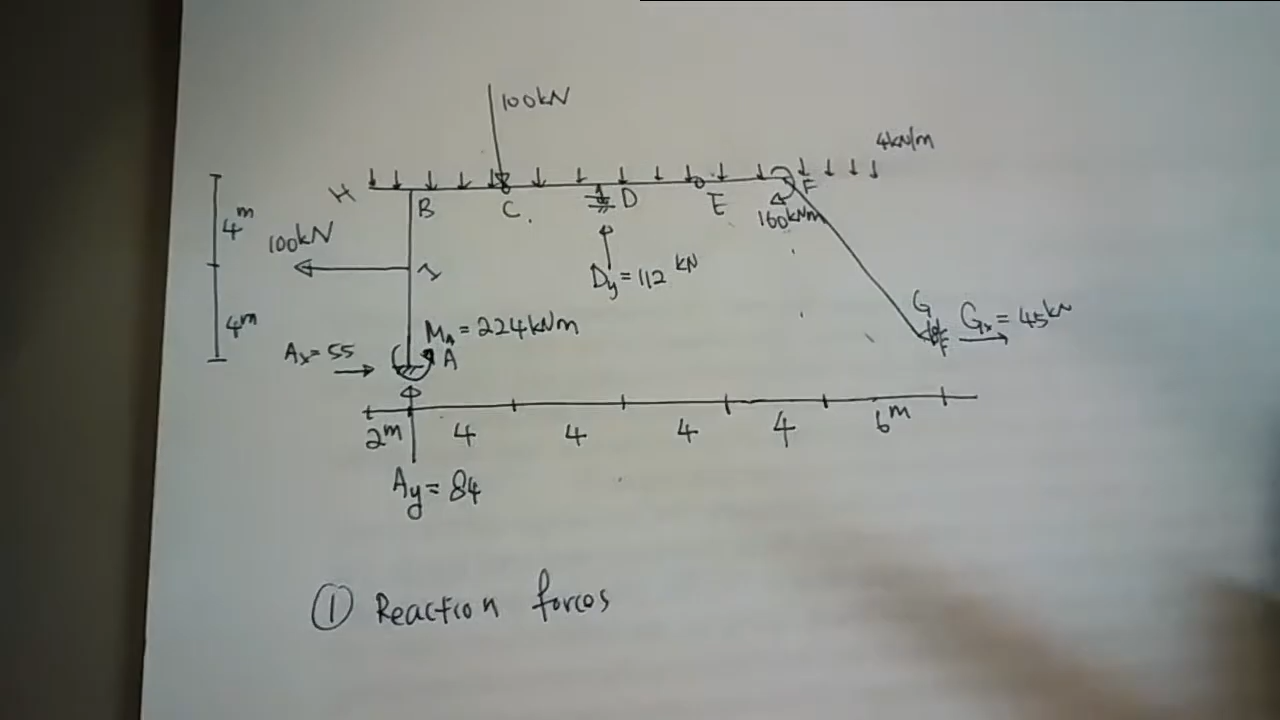 100kN
4kN/m
H
B
C
D
E
F
4m
100kN
160kNm
I
Dy = 112 kN
4m
MA = 224kNm
A
Ax = 55
G
Gx = 45kN
2m 4 4 4 4 6m
Ay = 84
① Reaction forces